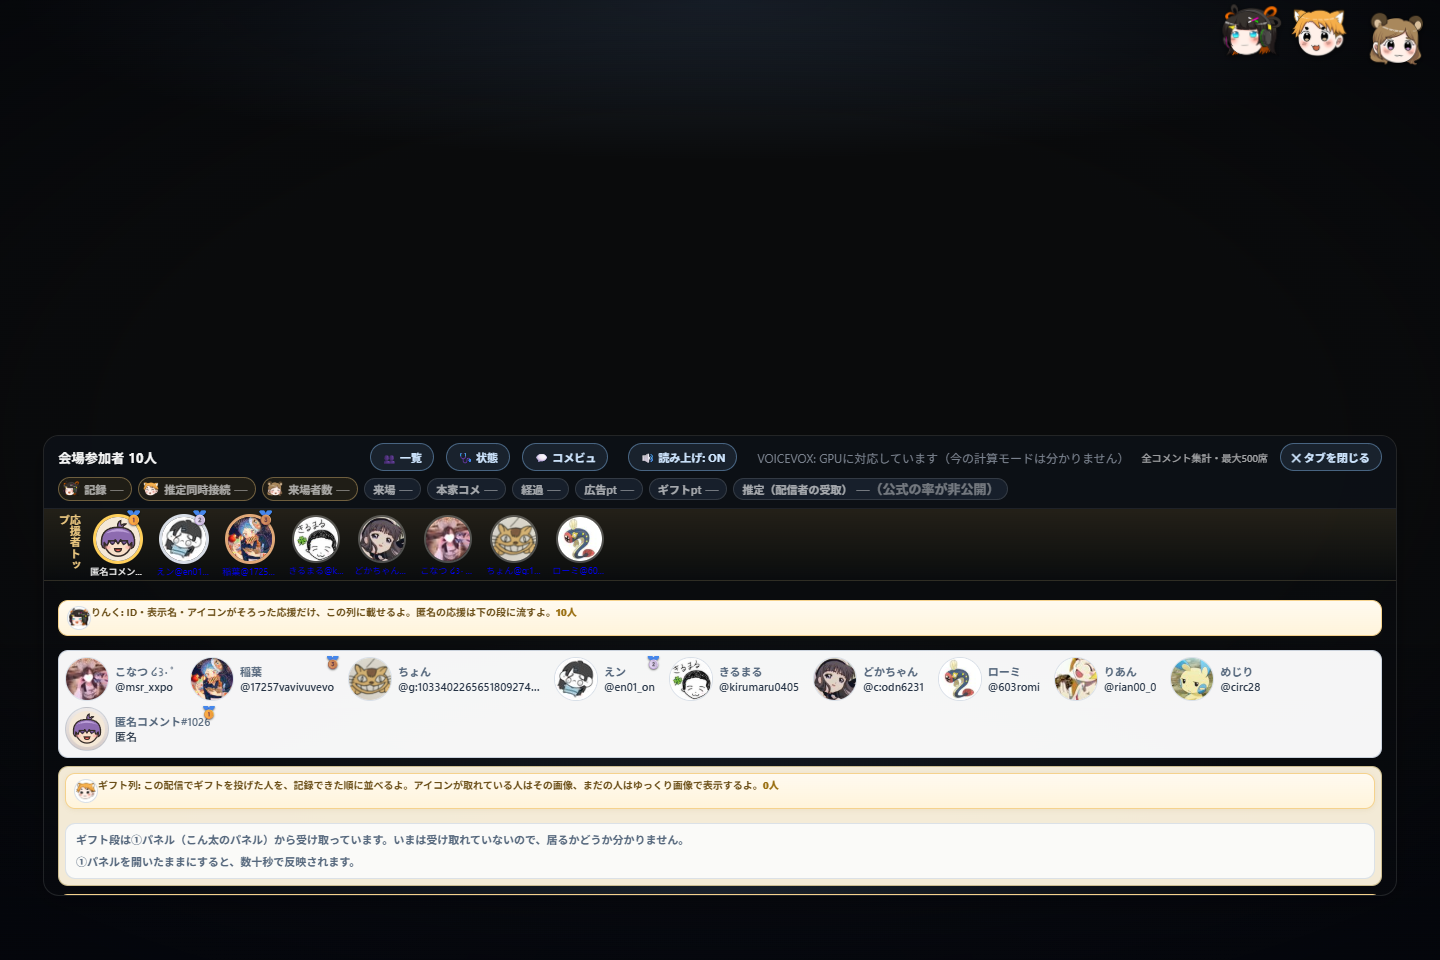 会場参加者 10人
一覧
状態
コメビュ
読み上げ: ON
VOICEVOX: GPUに対応しています（今の計算モードは分かりません）
全コメント集計・最大500席
✕ タブを閉じる
記録 —
推定同時接続 —
来場者数 —
来場 —
本家コメ —
経過 —
広告pt —
ギフトpt —
推定（配信者の受取） —（公式の率が非公開）
応援者トップ
匿名コメン…
りんく: ID・表示名・アイコンがそろった応援だけ、この列に載せるよ。匿名の応援は下の段に流すよ。10人
こなつ
@msr_xxpo
稲葉
@17257vavivuvevo
ちょん
@g:1033402265651809274…
えン
@en01_on
きるまる
@kirumaru0405
どかちゃん
@c:odn6231
ローミ
@603romi
りあん
@rian00_0
めじり
@circ28
匿名コメント#1026
匿名
ギフト列: この配信でギフトを投げた人を、記録できた順に並べるよ。アイコンが取れている人はその画像、まだの人はゆっくり画像で表示するよ。0人
ギフト段は①パネル（こん太のパネル）から受け取っています。いまは受け取れていないので、居るかどうか分かりません。
①パネルを開いたままにすると、数十秒で反映されます。